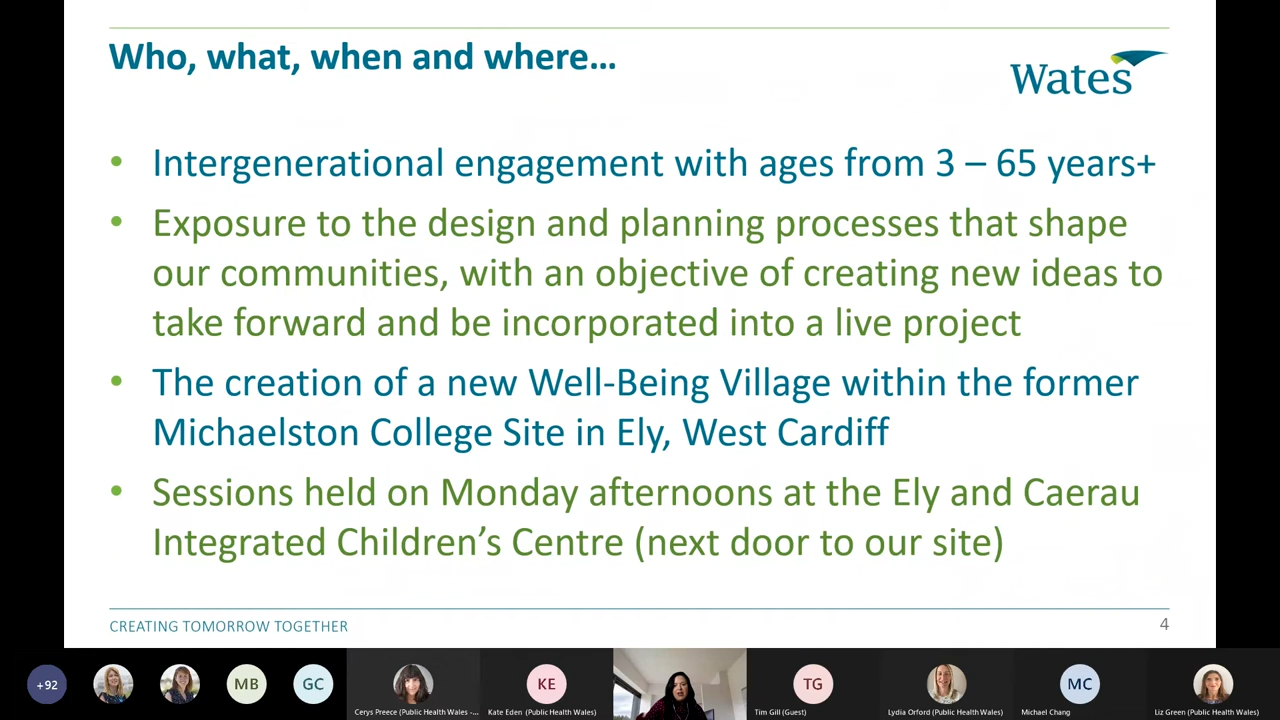 Who, what, when and where…
Wates
• Intergenerational engagement with ages from 3 – 65 years+
• Exposure to the design and planning processes that shape
our communities, with an objective of creating new ideas to
take forward and be incorporated into a live project
• The creation of a new Well-Being Village within the former
Michaelston College Site in Ely, West Cardiff
• Sessions held on Monday afternoons at the Ely and Caerau
Integrated Children’s Centre (next door to our site)
CREATING TOMORROW TOGETHER
4
+92
MB
GC
KE
TG
MC
Cerys Preece (Public Health Wales -...
Kate Eden (Public Health Wales)
Tim Gill (Guest)
Lydia Orford (Public Health Wales)
Michael Chang
Liz Green (Public Health Wales)